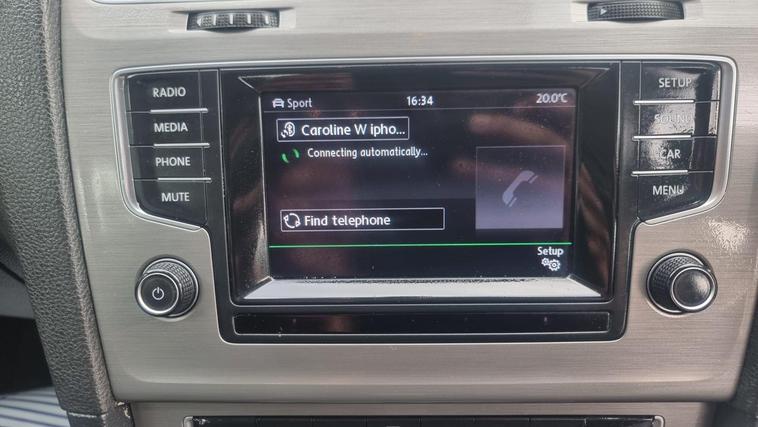 RADIO
MEDIA
PHONE
MUTE
Sport 16:34 20.0°C
Caroline W ipho...
Connecting automatically...
Find telephone
Setup
SETUP
SOUND
CAR
MENU